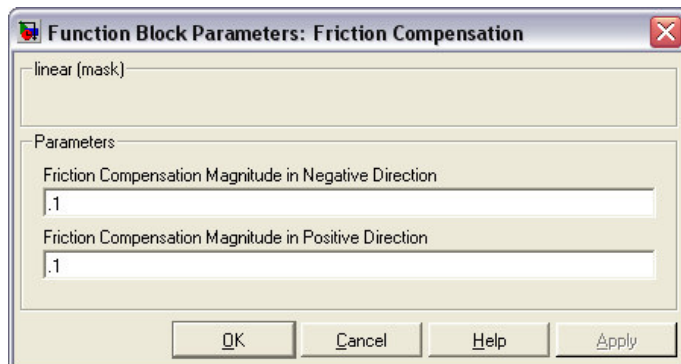 Function Block Parameters: Friction Compensation
linear (mask)
Parameters
Friction Compensation Magnitude in Negative Direction
.1
Friction Compensation Magnitude in Positive Direction
.1
OK Cancel Help Apply